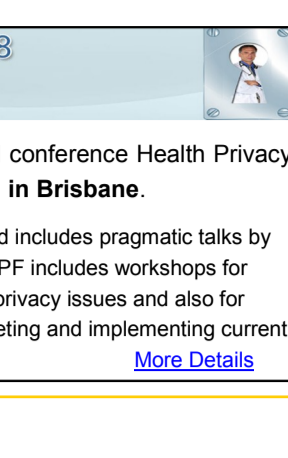 8
conference Health Privacy
in Brisbane.
d includes pragmatic talks by
PF includes workshops for
privacy issues and also for
eting and implementing current
More Details